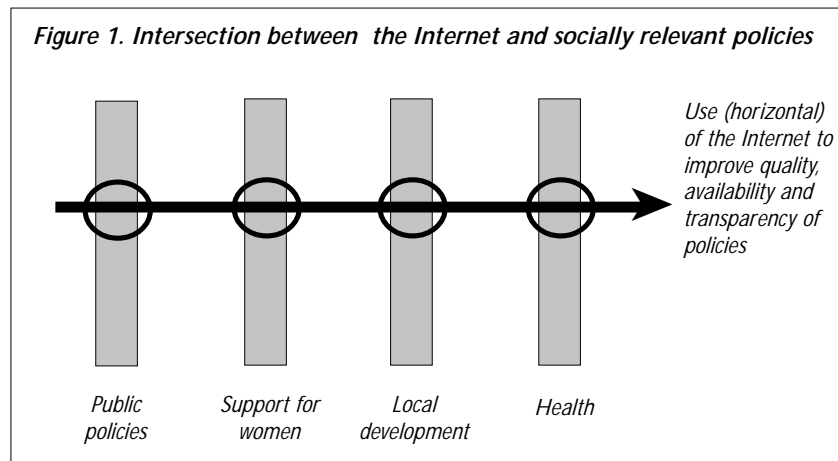 Figure 1. Intersection between the Internet and socially relevant policies
Use (horizontal)
of the Internet to
improve quality,
availability and
transparency of
policies
Public
policies
Support for
women
Local
development
Health